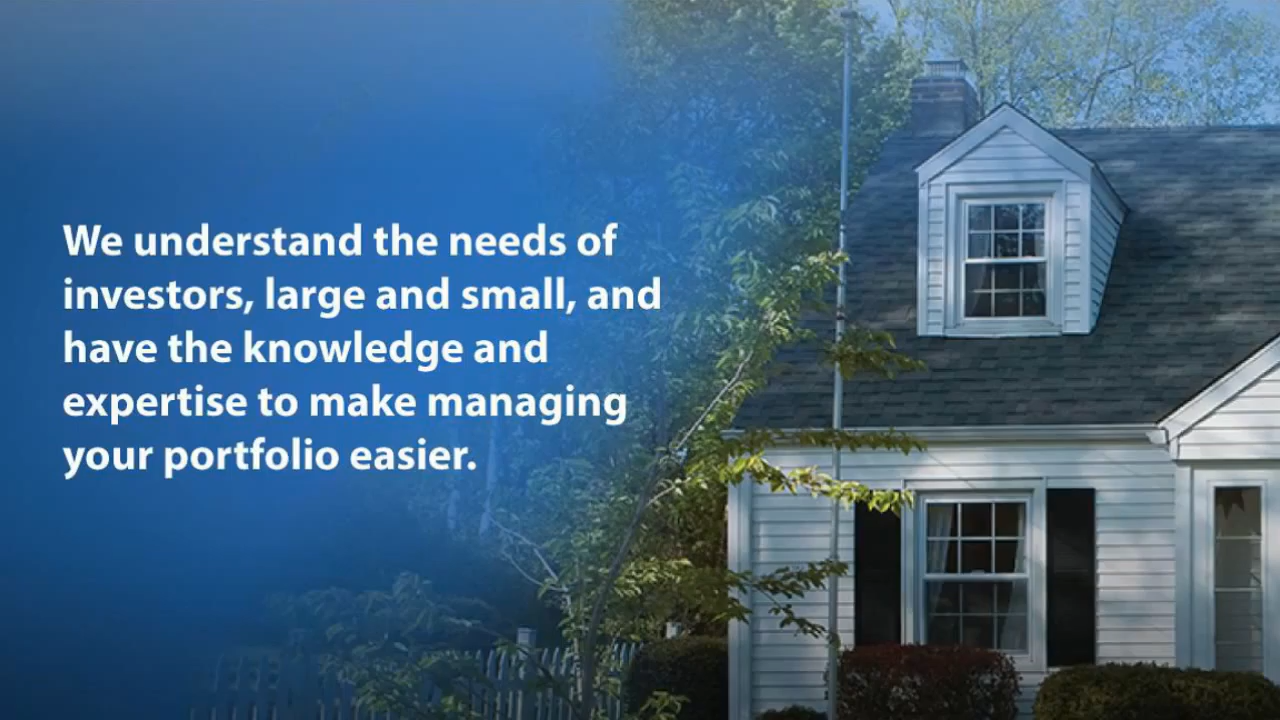 We understand the needs of
investors, large and small, and
have the knowledge and
expertise to make managing
your portfolio easier.